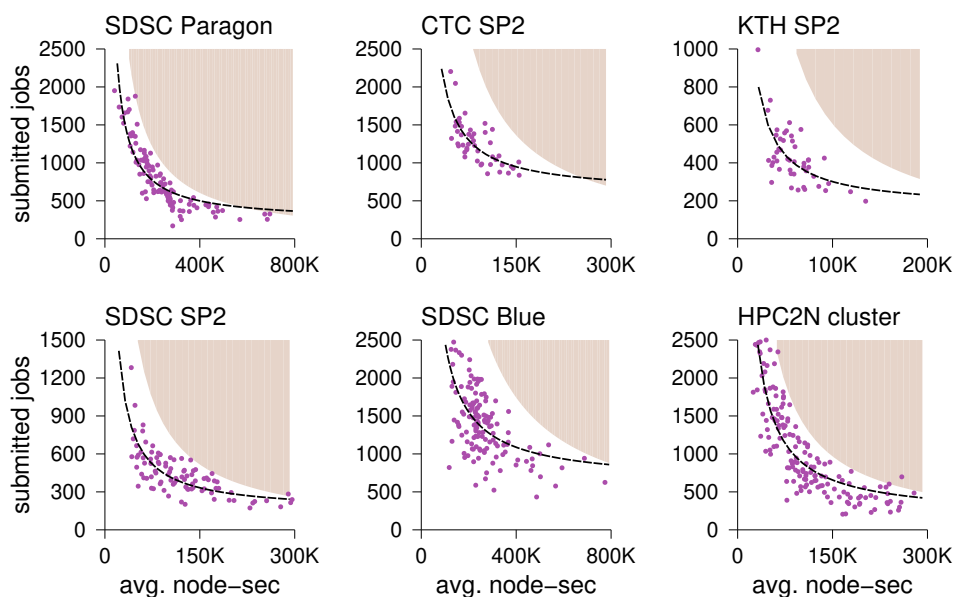 SDSC Paragon
submitted jobs
2500
2000
1500
1000
500
0
0 400K 800K
CTC SP2
2500
2000
1500
1000
500
0
0 150K 300K
KTH SP2
1000
800
600
400
200
0
0 100K 200K
SDSC SP2
submitted jobs
1500
1200
900
600
300
0
0 150K 300K
avg. node−sec
SDSC Blue
2500
2000
1500
1000
500
0
0 400K 800K
avg. node−sec
HPC2N cluster
2500
2000
1500
1000
500
0
0 100K 200K
avg. node−sec